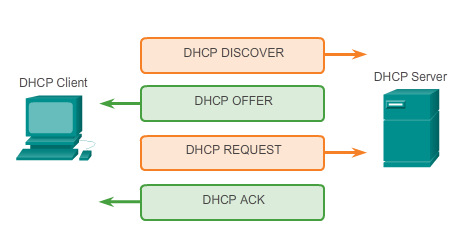 DHCP DISCOVER
DHCP Client
DHCP Server
DHCP OFFER
DHCP REQUEST
DHCP ACK